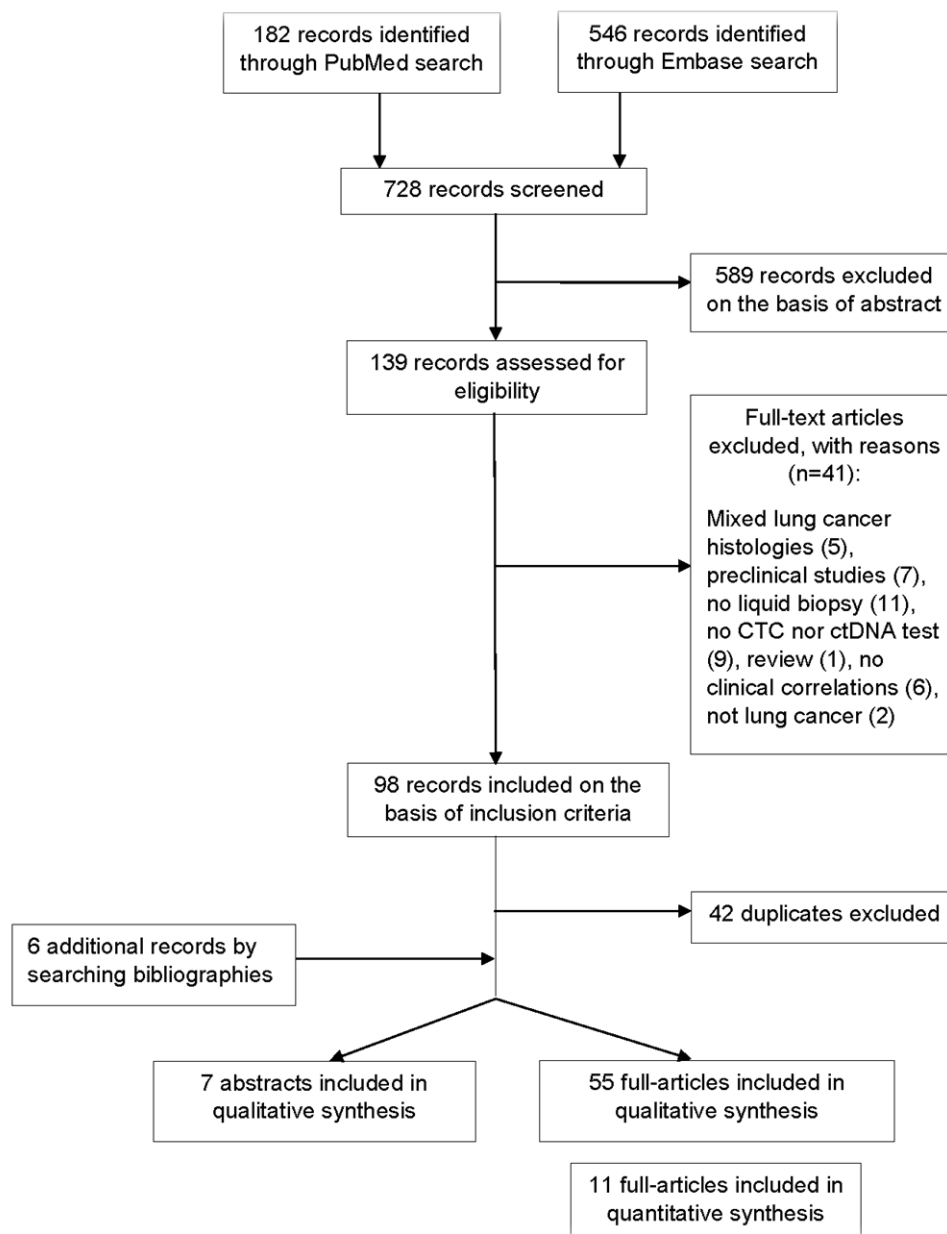 182 records identified
through PubMed search
546 records identified
through Embase search
728 records screened
589 records excluded
on the basis of abstract
139 records assessed for
eligibility
Full-text articles
excluded, with reasons
(n=41):
Mixed lung cancer
histologies (5),
preclinical studies (7),
no liquid biopsy (11),
no CTC nor ctDNA test
(9), review (1), no
clinical correlations (6),
not lung cancer (2)
98 records included on the
basis of inclusion criteria
42 duplicates excluded
6 additional records by
searching bibliographies
7 abstracts included in
qualitative synthesis
55 full-articles included in
qualitative synthesis
11 full-articles included in
quantitative synthesis